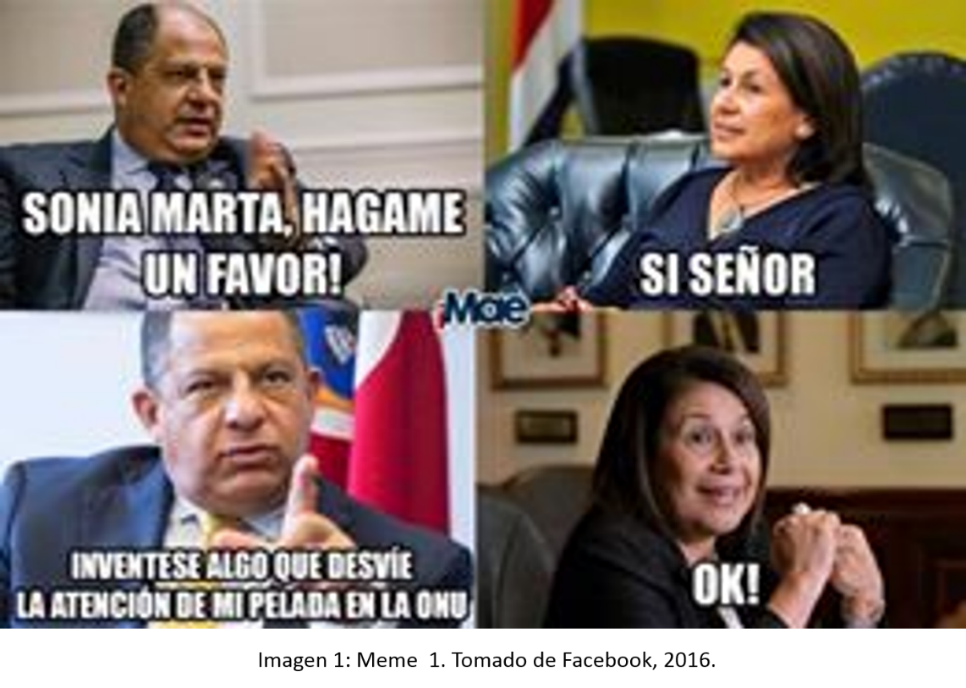 SONIA MARTA, HAGAME
UN FAVOR!
SI SEÑOR
Mae
INVENTESE ALGO QUE DESVÍE
LA ATENCIÓN DE MI PELADA EN LA ONU
OK!
Imagen 1: Meme 1. Tomado de Facebook, 2016.